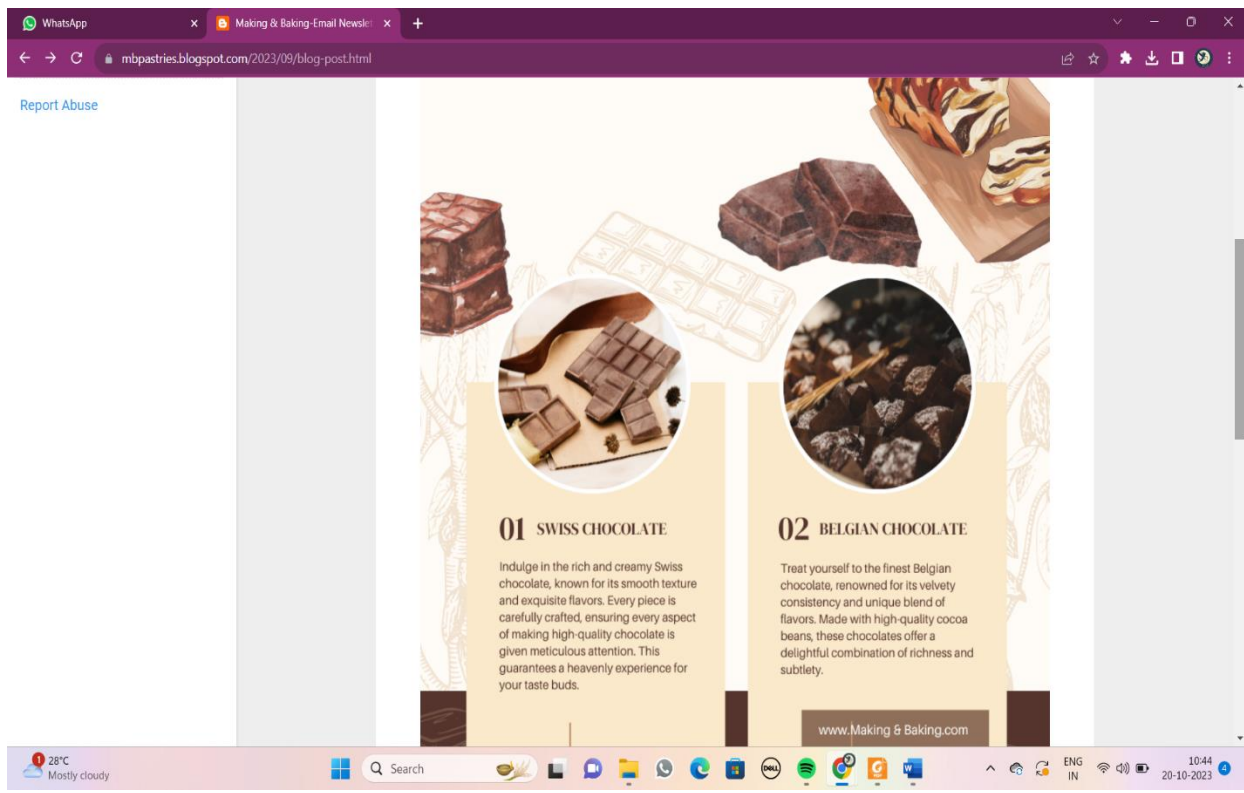 WhatsApp
Making & Baking-Email Newslet
mbpastries.blogspot.com/2023/09/blog-post.html
Report Abuse
01 SWISS CHOCOLATE
Indulge in the rich and creamy Swiss
chocolate, known for its smooth texture
and exquisite flavors. Every piece is
carefully crafted, ensuring every aspect
of making high-quality chocolate is
given meticulous attention. This
guarantees a heavenly experience for
your taste buds.
02 BELGIAN CHOCOLATE
Treat yourself to the finest Belgian
chocolate, renowned for its velvety
consistency and unique blend of
flavors. Made with high-quality cocoa
beans, these chocolates offer a
delightful combination of richness and
subtlety.
www.Making & Baking.com
1
28°C
Mostly cloudy
Search
DELL
2
W
ENG
IN
10:44
20-10-2023
4